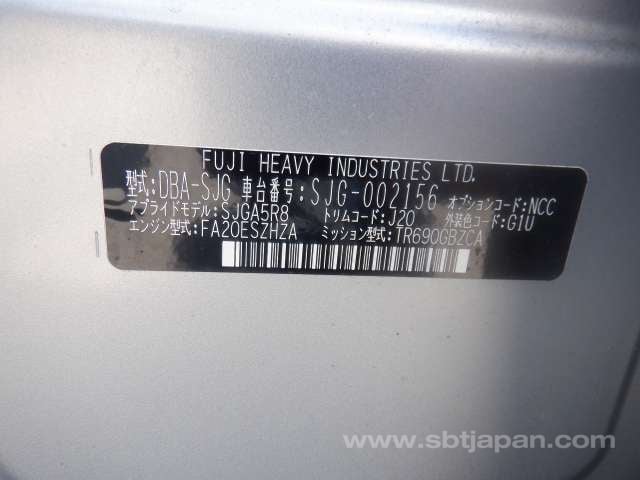 FUJI HEAVY INDUSTRIES LTD.
型式:DBA-SJG 車台番号:SJG-002156 オプションコード:NCC
アプライドモデル:SJGA5R8 トリムコード:J20 外装色コード:G1U
エンジン型式:FA20ESZHZA ミッション型式:TR690GBZCA
www.sbtjapan.com